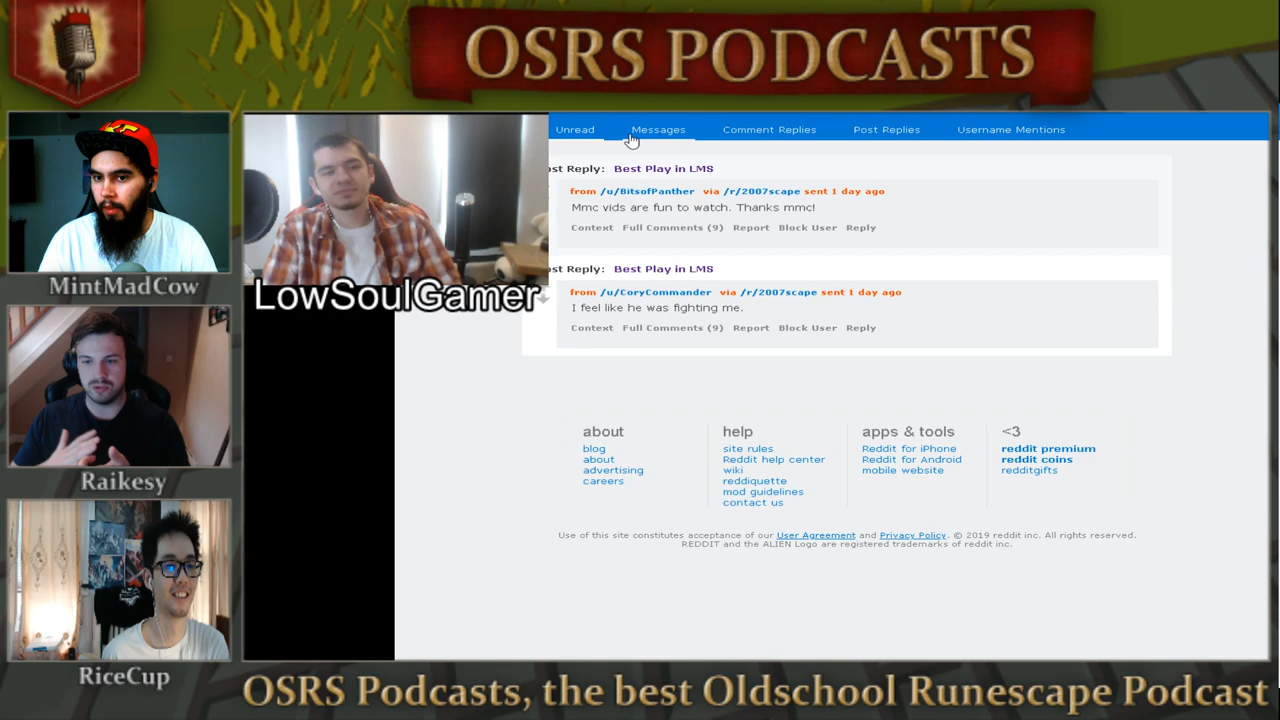 OSRS PODCASTS
MintMadCow
Raikesy
RiceCup
LowSoulGamer
Unread Messages Comment Replies Post Replies Username Mentions
ost Reply: Best Play in LMS
from /u/BitsofPanther via /r/2007scape sent 1 day ago
Mmc vids are fun to watch. Thanks mmc!
Context Full Comments (9) Report Block User Reply
ost Reply: Best Play in LMS
from /u/CoryCommander via /r/2007scape sent 1 day ago
I feel like he was fighting me.
Context Full Comments (9) Report Block User Reply
about
blog
about
advertising
careers
help
site rules
Reddit help center
wiki
reddiquette
mod guidelines
contact us
apps & tools
Reddit for iPhone
Reddit for Android
mobile website
<3
reddit premium
reddit coins
redditgifts
Use of this site constitutes acceptance of our User Agreement and Privacy Policy. © 2019 reddit inc. All rights reserved.
REDDIT and the ALIEN Logo are registered trademarks of reddit inc.
OSRS Podcasts, the best Oldschool Runescape Podcast